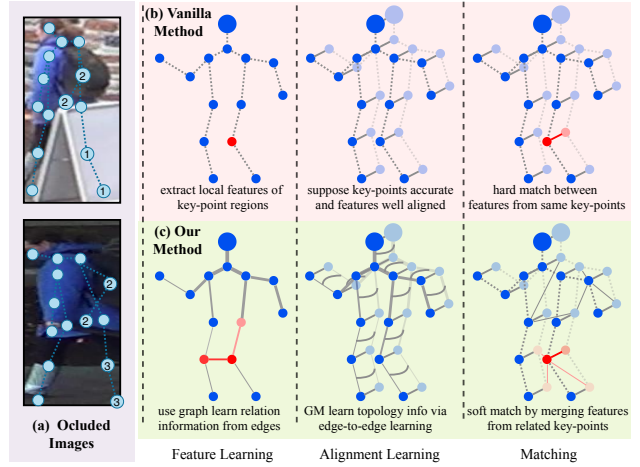 2
2
1
1
2
2
3
3
(a) Ocluded
Images
(b) Vanilla
Method
extract local features of
key-point regions
suppose key-points accurate
and features well aligned
hard match between
features from same key-points
(c) Our
Method
use graph learn relation
information from edges
GM learn topology info via
edge-to-edge learning
soft match by merging features
from related key-points
Feature Learning
Alignment Learning
Matching